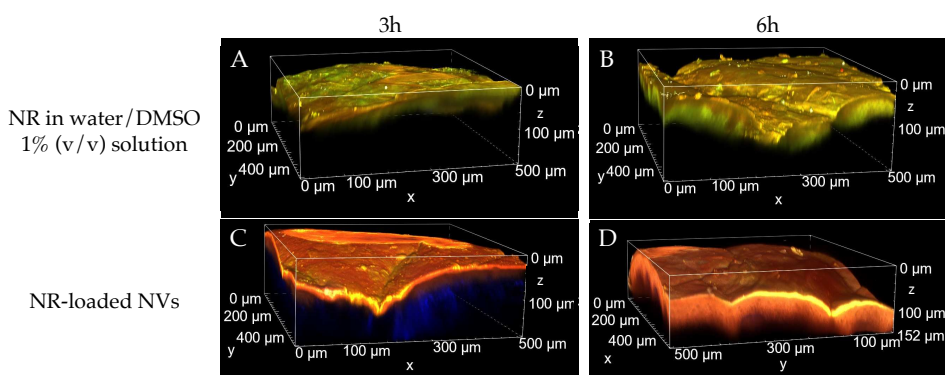 3h
6h
NR in water/DMSO
1% (v/v) solution
A
0 µm
z
100 µm
0 µm
200 µm
400 µm
y
0 µm
100 µm
300 µm
500 µm
x
B
0 µm
z
100 µm
0 µm
200 µm
400 µm
y
0 µm
100 µm
300 µm
500 µm
x
NR-loaded NVs
C
0 µm
z
100 µm
0 µm
200 µm
400 µm
y
0 µm
100 µm
300 µm
500 µm
x
D
0 µm
z
100 µm
152 µm
0 µm
200 µm
400 µm
x
500 µm
300 µm
100 µm
y